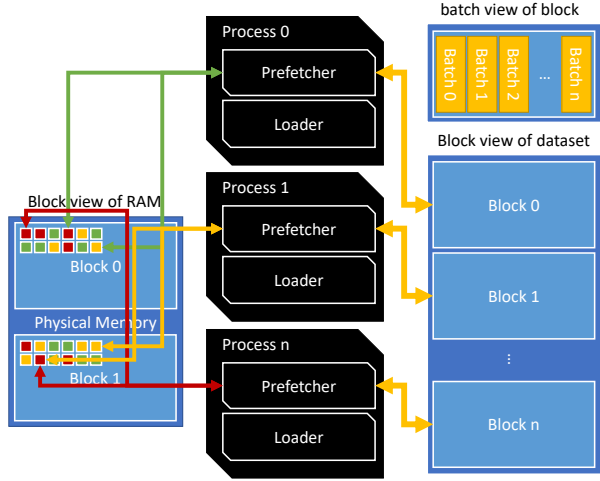 batch view of block
Batch 0
Batch 1
Batch 2
...
Batch n
Process 0
Prefetcher
Loader
Block view of dataset
Block 0
Block 1
⋮
Block n
Process 1
Prefetcher
Loader
Block view of RAM
Block 0
Physical Memory
Block 1
Process n
Prefetcher
Loader